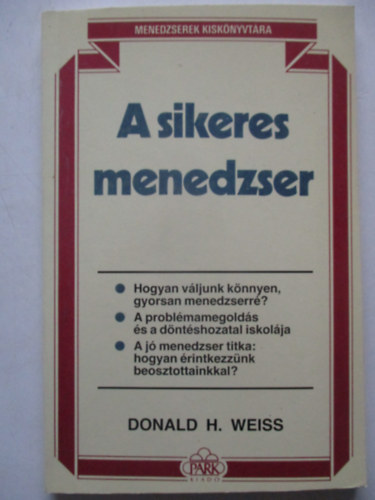 MENEDZSEREK KISKÖNYVTÁRA
A sikeres
menedzser
Hogyan váljunk könnyen,
gyorsan menedzserré?
A problémamegoldás
és a döntéshozatal iskolája
A jó menedzser titka:
hogyan érintkezzünk
beosztottainkkal?
DONALD H. WEISS
PARK
KIADÓ